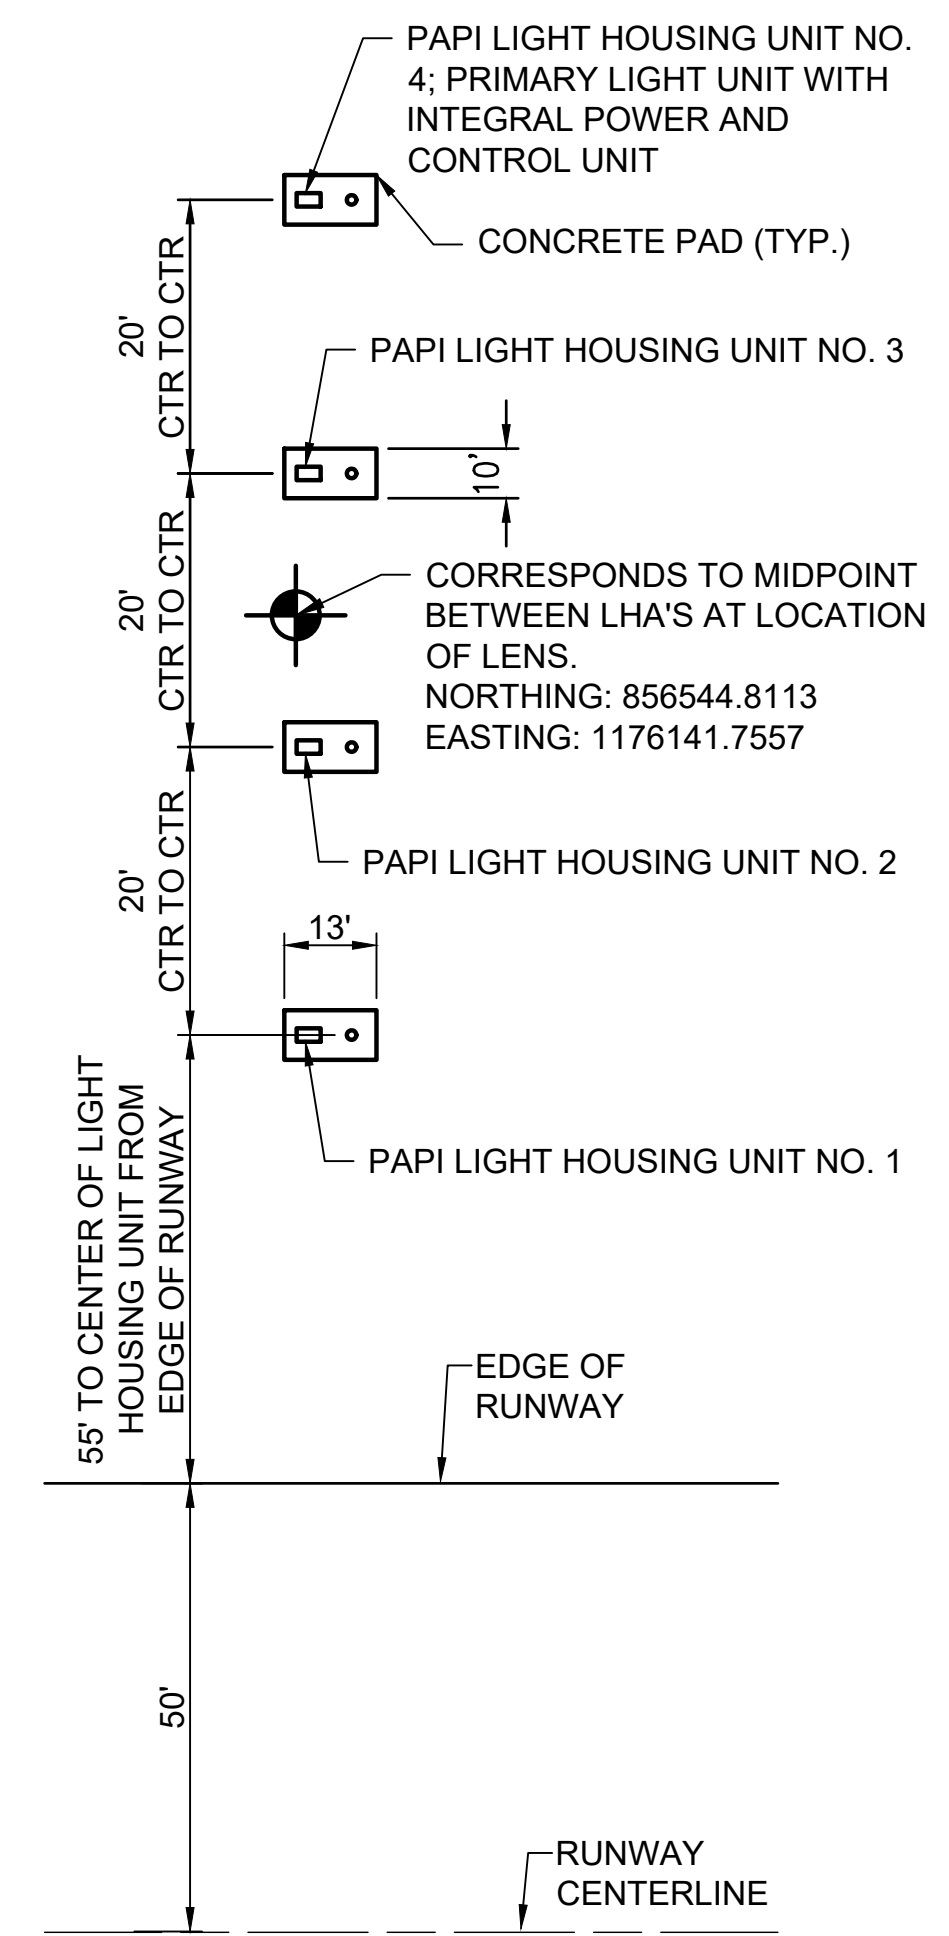 PAPI LIGHT HOUSING UNIT NO.
4; PRIMARY LIGHT UNIT WITH
INTEGRAL POWER AND
CONTROL UNIT
CONCRETE PAD (TYP.)
20'
CTR TO CTR
PAPI LIGHT HOUSING UNIT NO. 3
10'
20'
CTR TO CTR
CORRESPONDS TO MIDPOINT
BETWEEN LHA'S AT LOCATION
OF LENS.
NORTHING: 856544.8113
EASTING: 1176141.7557
20'
CTR TO CTR
PAPI LIGHT HOUSING UNIT NO. 2
13'
55' TO CENTER OF LIGHT
HOUSING UNIT FROM
EDGE OF RUNWAY
PAPI LIGHT HOUSING UNIT NO. 1
EDGE OF
RUNWAY
50'
RUNWAY
CENTERLINE